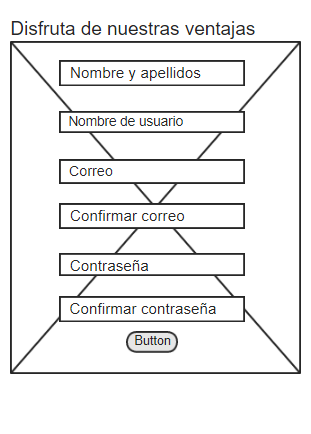 Disfruta de nuestras ventajas
Nombre y apellidos
Nombre de usuario
Correo
Confirmar correo
Contraseña
Confirmar contraseña
Button